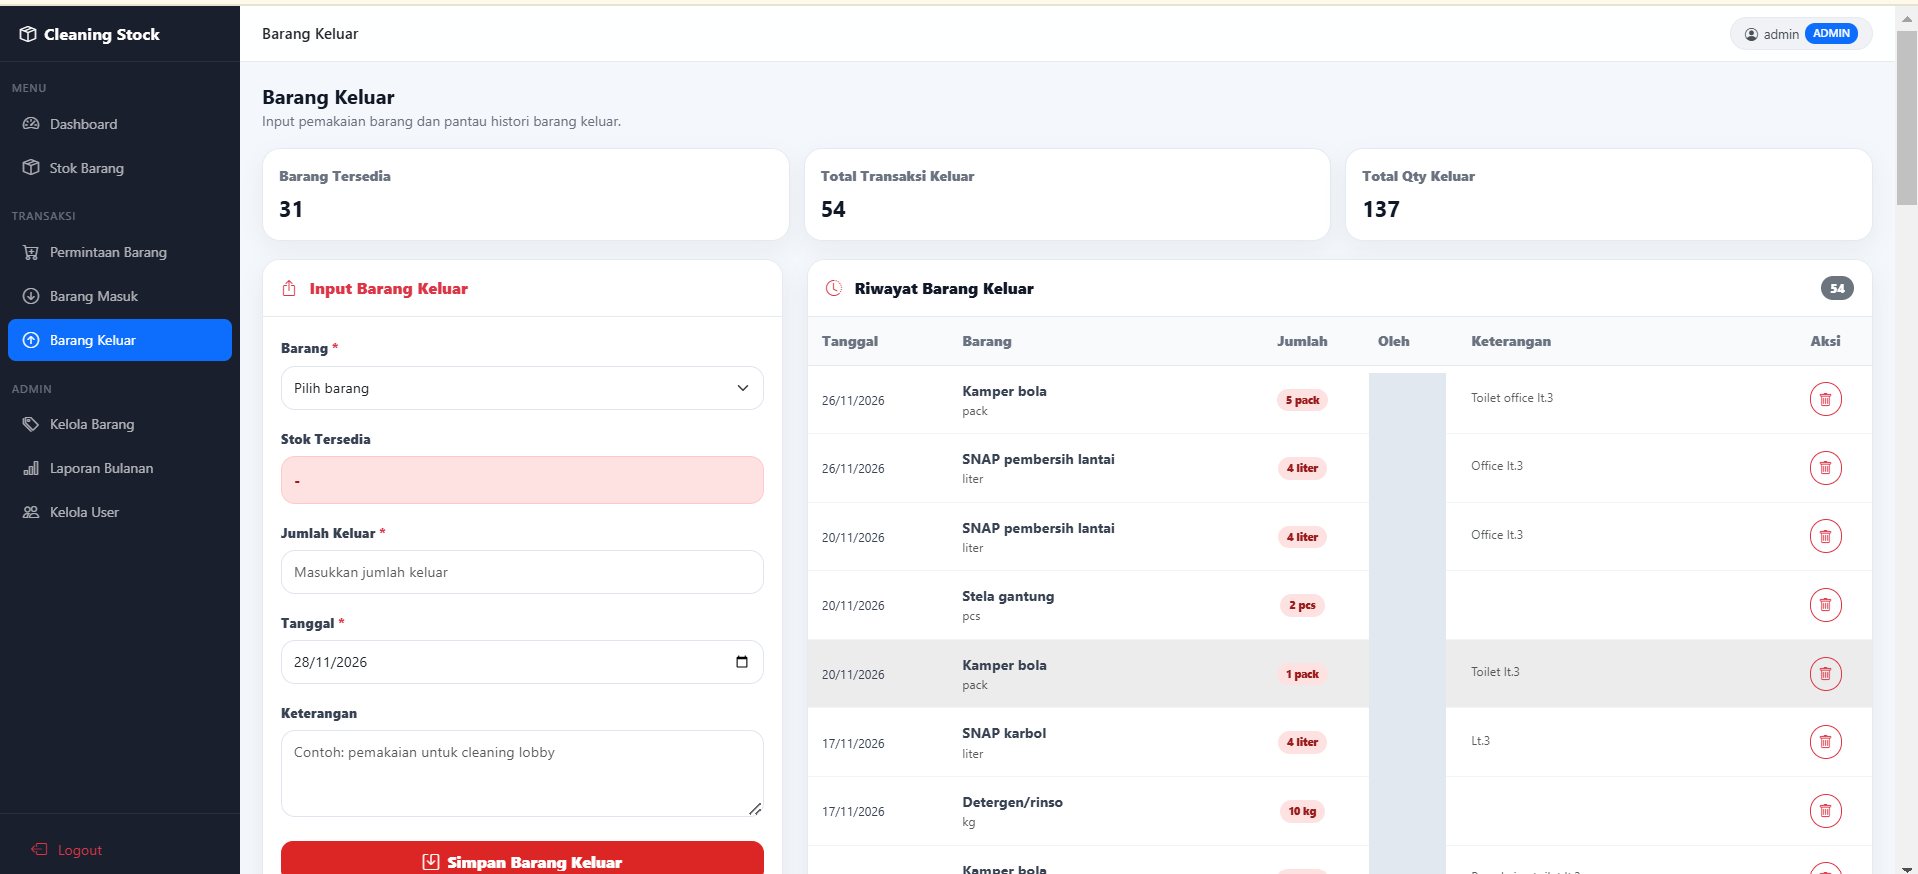 Cleaning Stock
MENU
Dashboard
Stok Barang
TRANSAKSI
Permintaan Barang
Barang Masuk
Barang Keluar
ADMIN
Kelola Barang
Laporan Bulanan
Kelola User
Logout
Barang Keluar
admin ADMIN
Barang Keluar
Input pemakaian barang dan pantau histori barang keluar.
Barang Tersedia
31
Total Transaksi Keluar
54
Total Qty Keluar
137
Input Barang Keluar
Barang *
Pilih barang
Stok Tersedia
-
Jumlah Keluar *
Masukkan jumlah keluar
Tanggal *
28/11/2026
Keterangan
Contoh: pemakaian untuk cleaning lobby
Simpan Barang Keluar
Riwayat Barang Keluar 54
Tanggal Barang Jumlah Oleh Keterangan Aksi
26/11/2026 Kamper bola 5 pack Toilet office lt.3
pack
26/11/2026 SNAP pembersih lantai 4 liter Office lt.3
liter
20/11/2026 SNAP pembersih lantai 4 liter Office lt.3
liter
20/11/2026 Stela gantung 2 pcs
pcs
20/11/2026 Kamper bola 1 pack Toilet lt.3
pack
17/11/2026 SNAP karbol 4 liter Lt.3
liter
17/11/2026 Detergen/rinso 10 kg
kg
Kamper bola